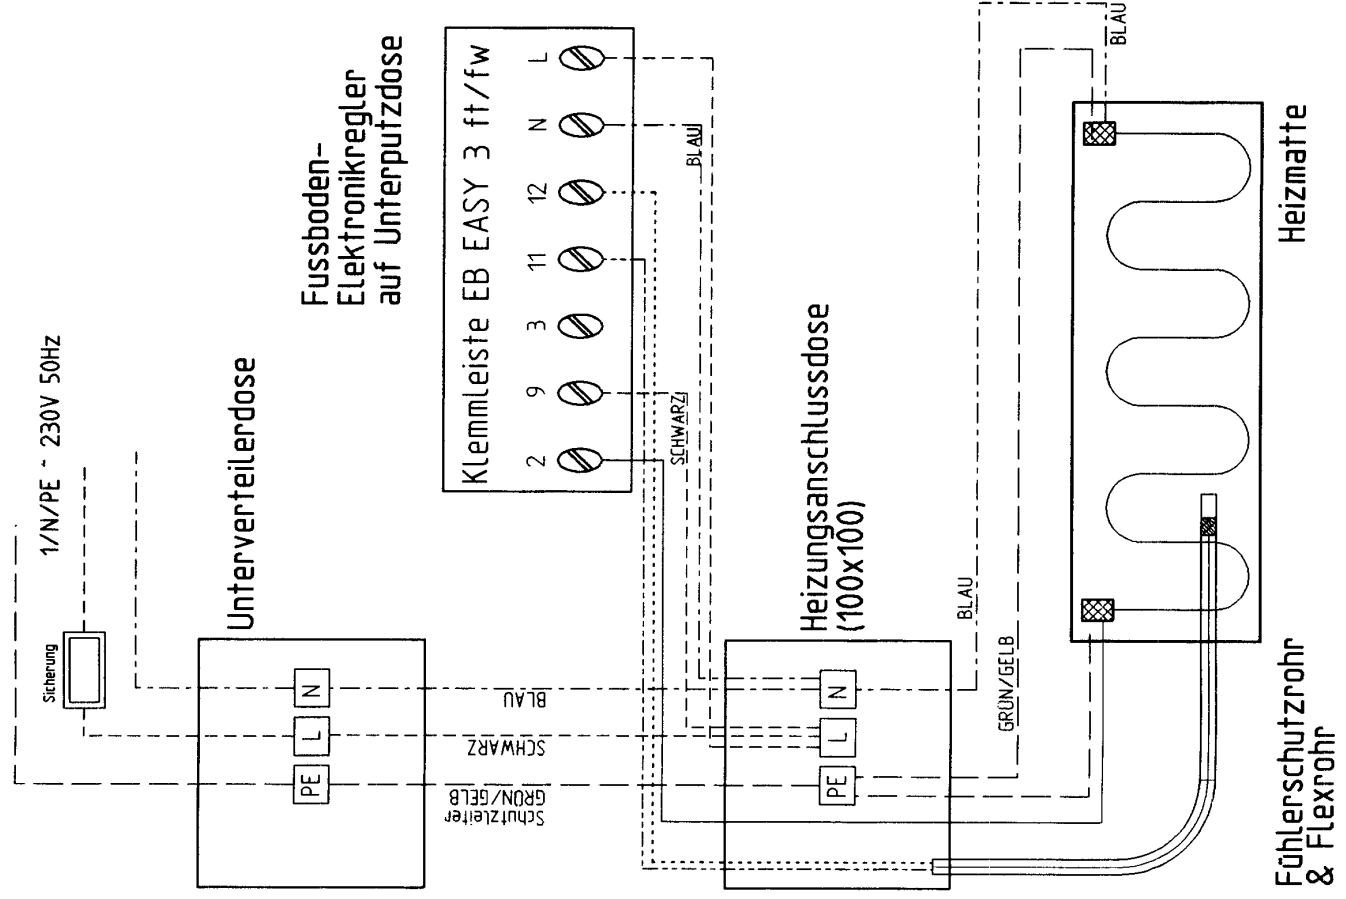 1/N/PE ~ 230V 50Hz
Sicherung
Unterverteilerdose
PE
L
N
Schutzleiter
GRÜN/GELB
SCHWARZ
BLAU
Fussboden-
Elektronikregler
auf Unterputzdose
Klemmleiste EB EASY 3 ft/fw
2
9
3
11
12
N
L
SCHWARZ
BLAU
Heizungsanschlussdose
(100x100)
PE
L
N
BLAU
GRÜN/GELB
BLAU
Heizmatte
Fühlerschutzrohr
& Flexrohr